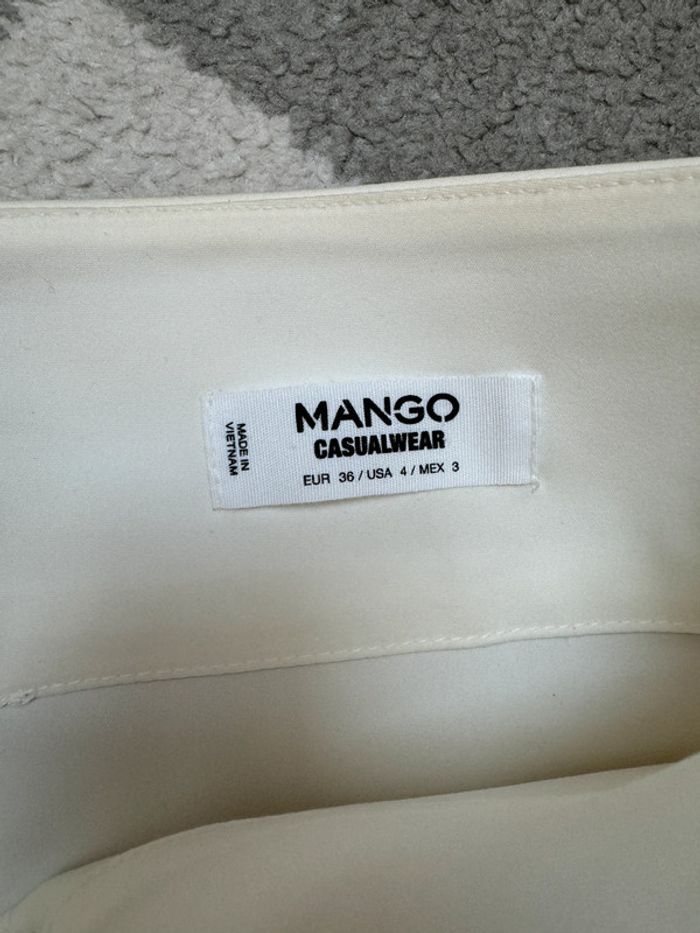 MANGO
CASUALWEAR
EUR 36 / USA 4 / MEX 3
MADE IN
VIETNAM